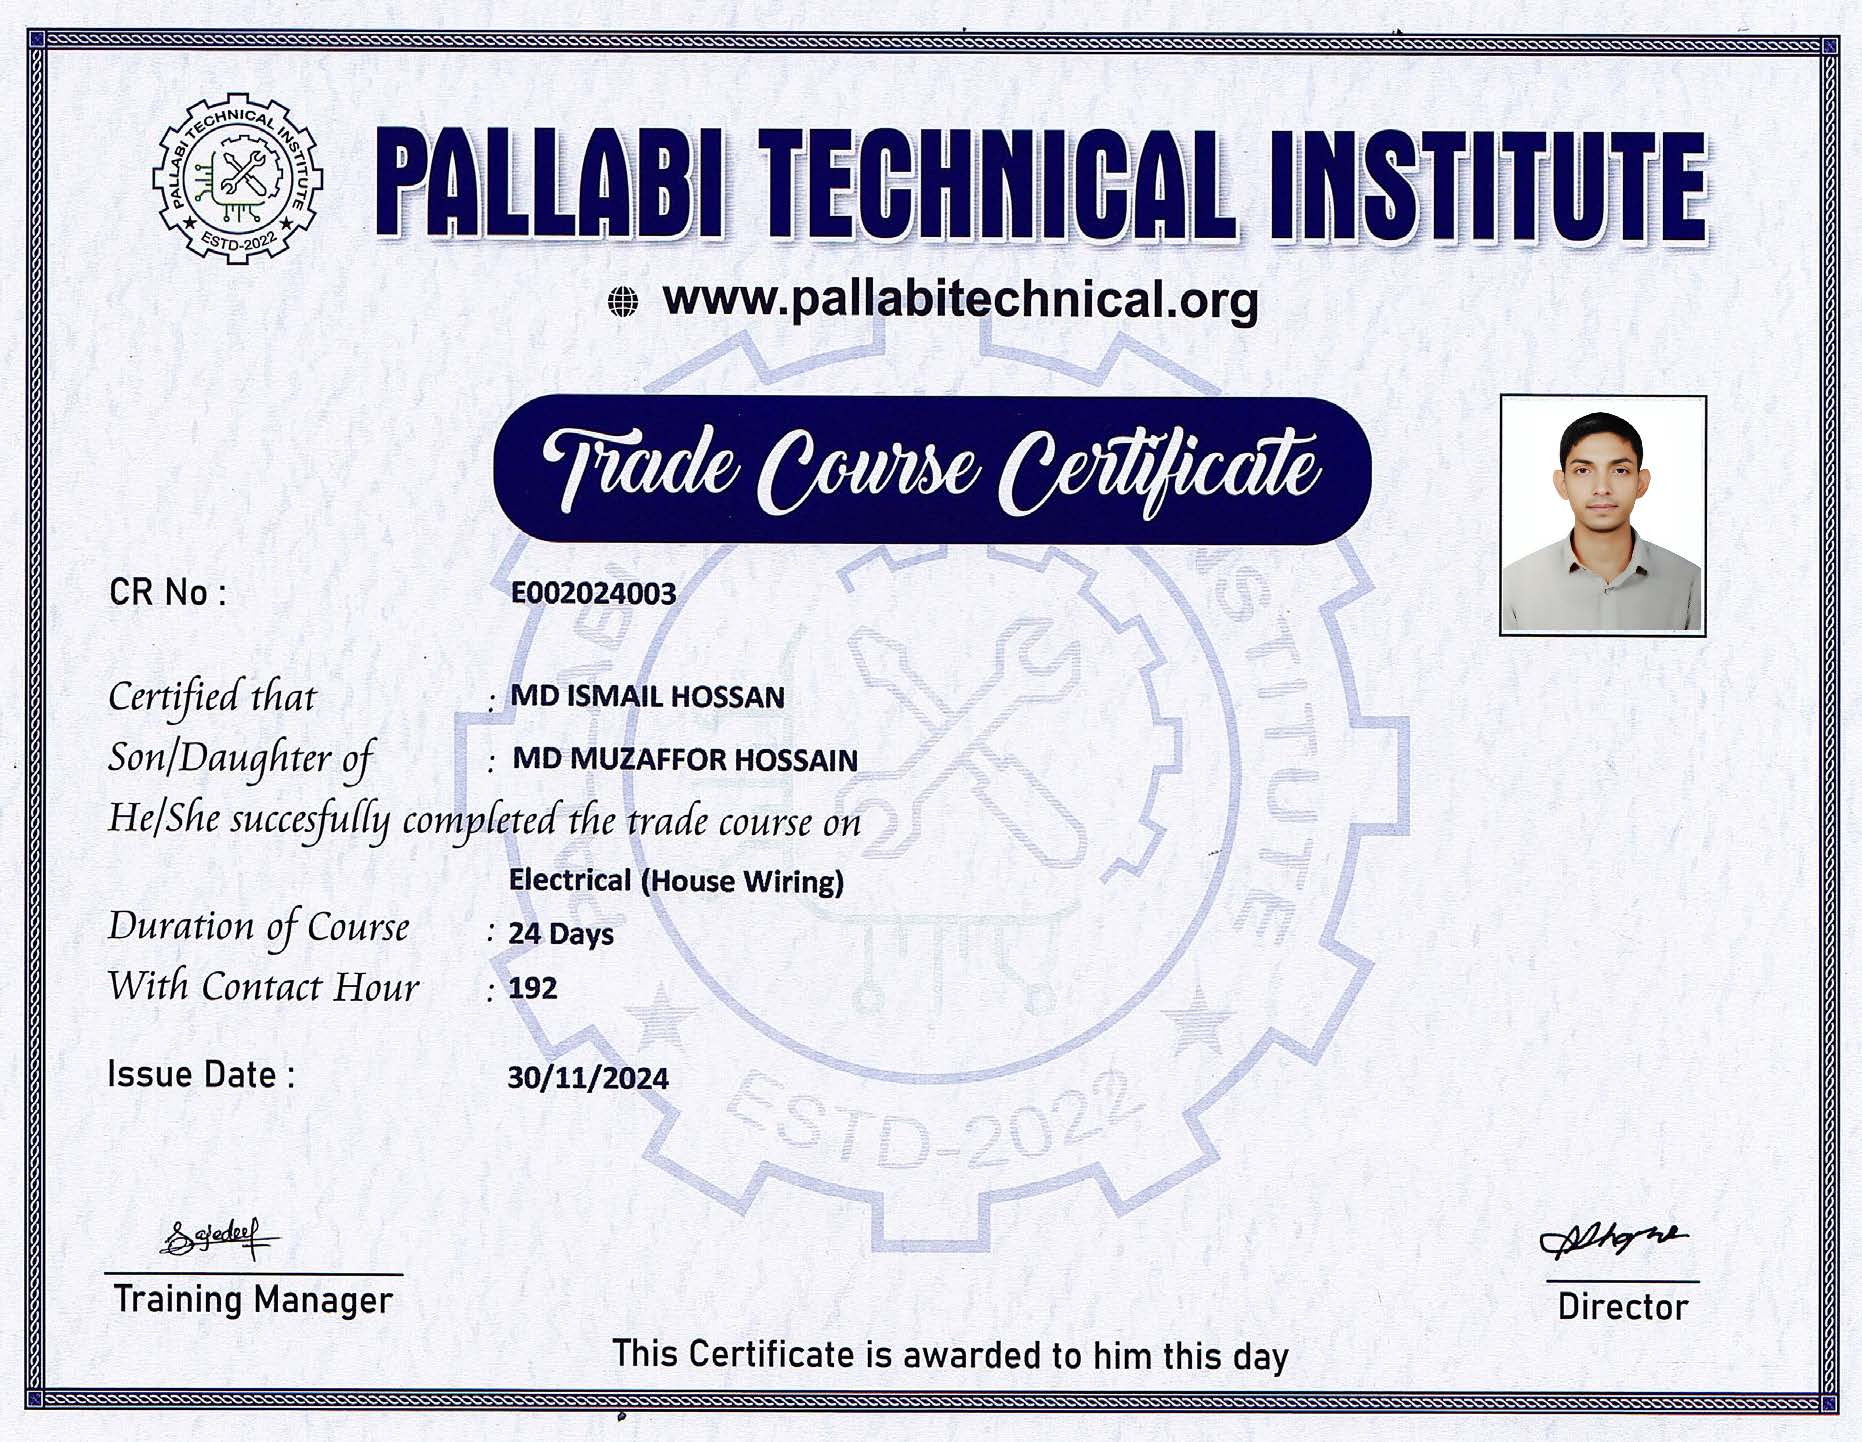 PALLABI TECHNICAL INSTITUTE
ESTD-2022
PALLABI TECHNICAL INSTITUTE
www.pallabitechnical.org
Trade Course Certificate
CR No : E002024003
Certified that : MD ISMAIL HOSSAN
Son/Daughter of : MD MUZAFFOR HOSSAIN
He/She succesfully completed the trade course on
Electrical (House Wiring)
Duration of Course : 24 Days
With Contact Hour : 192
Issue Date : 30/11/2024
ESTD-2022
Training Manager
Director
This Certificate is awarded to him this day